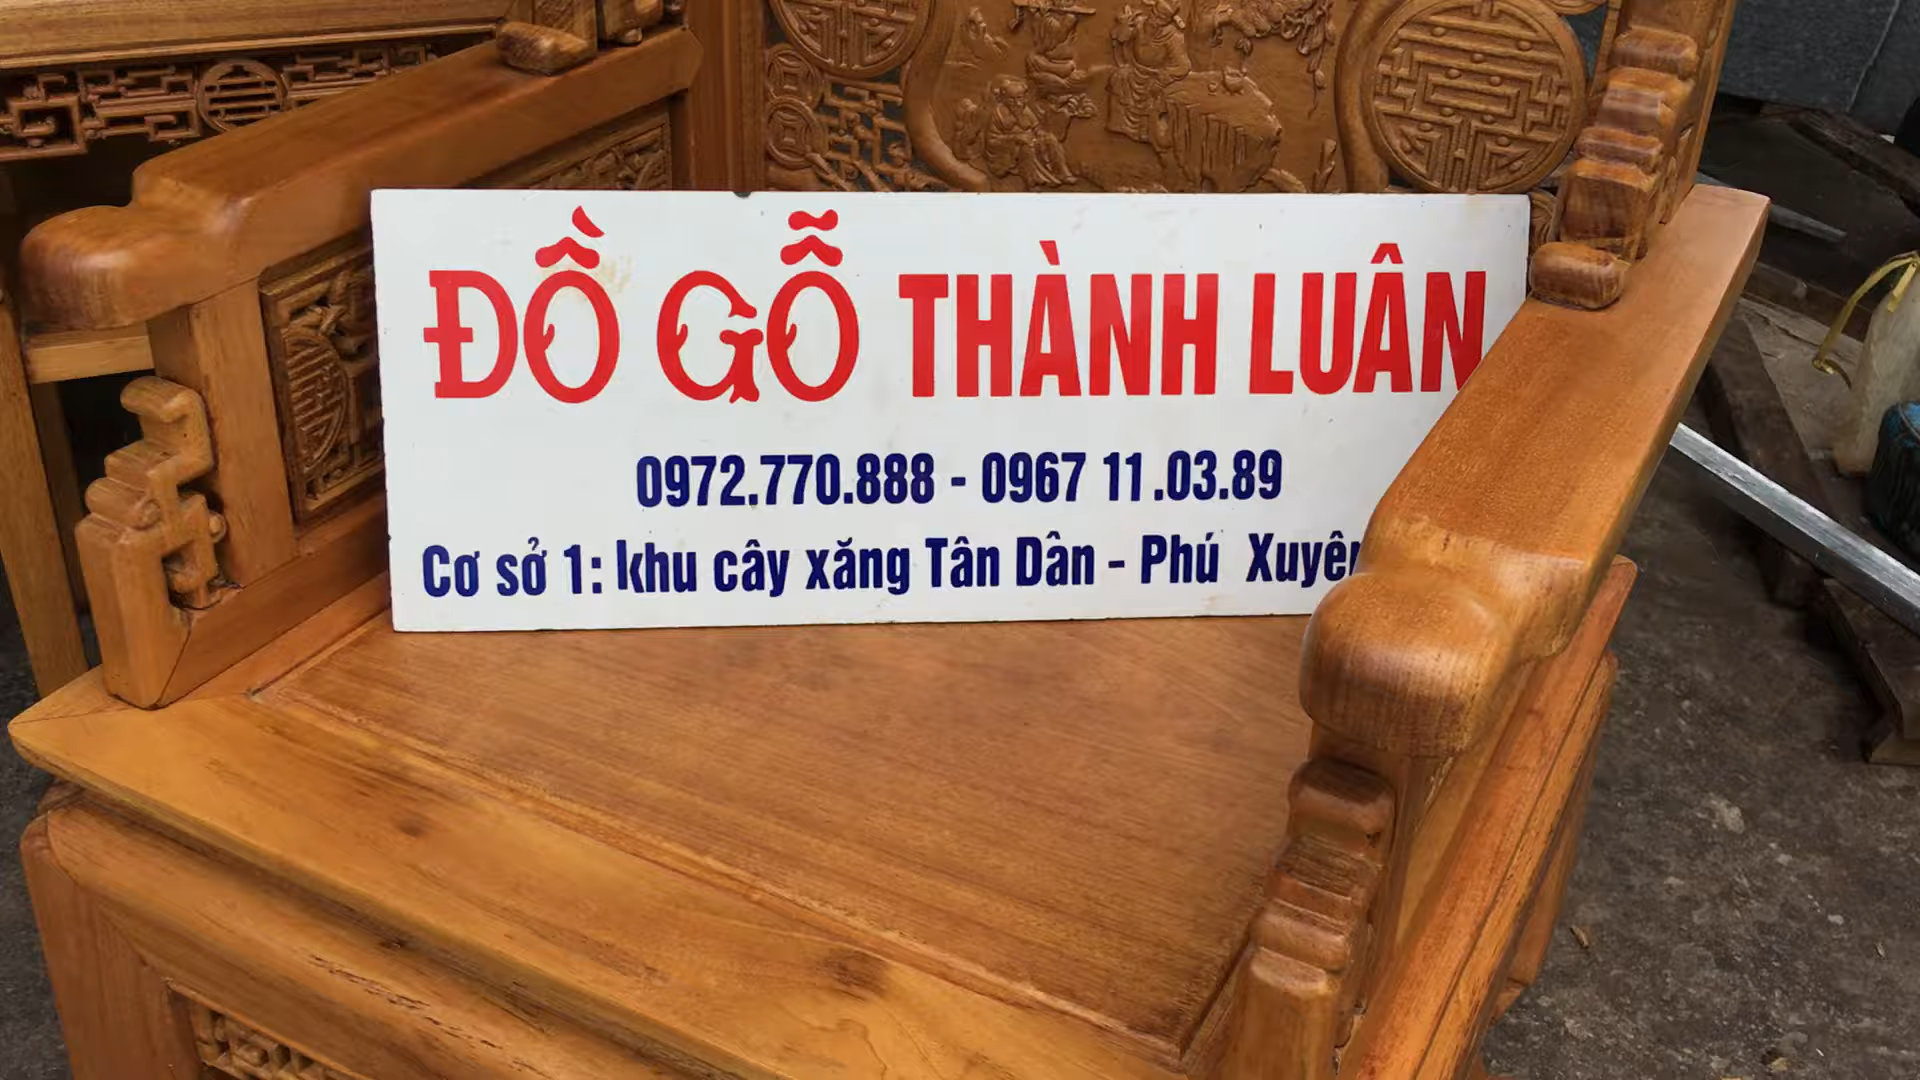 ĐỒ GỖ THÀNH LUÂN
0972.770.888 - 0967 11.03.89
Cơ sở 1: khu cây xăng Tân Dân - Phú Xuyên